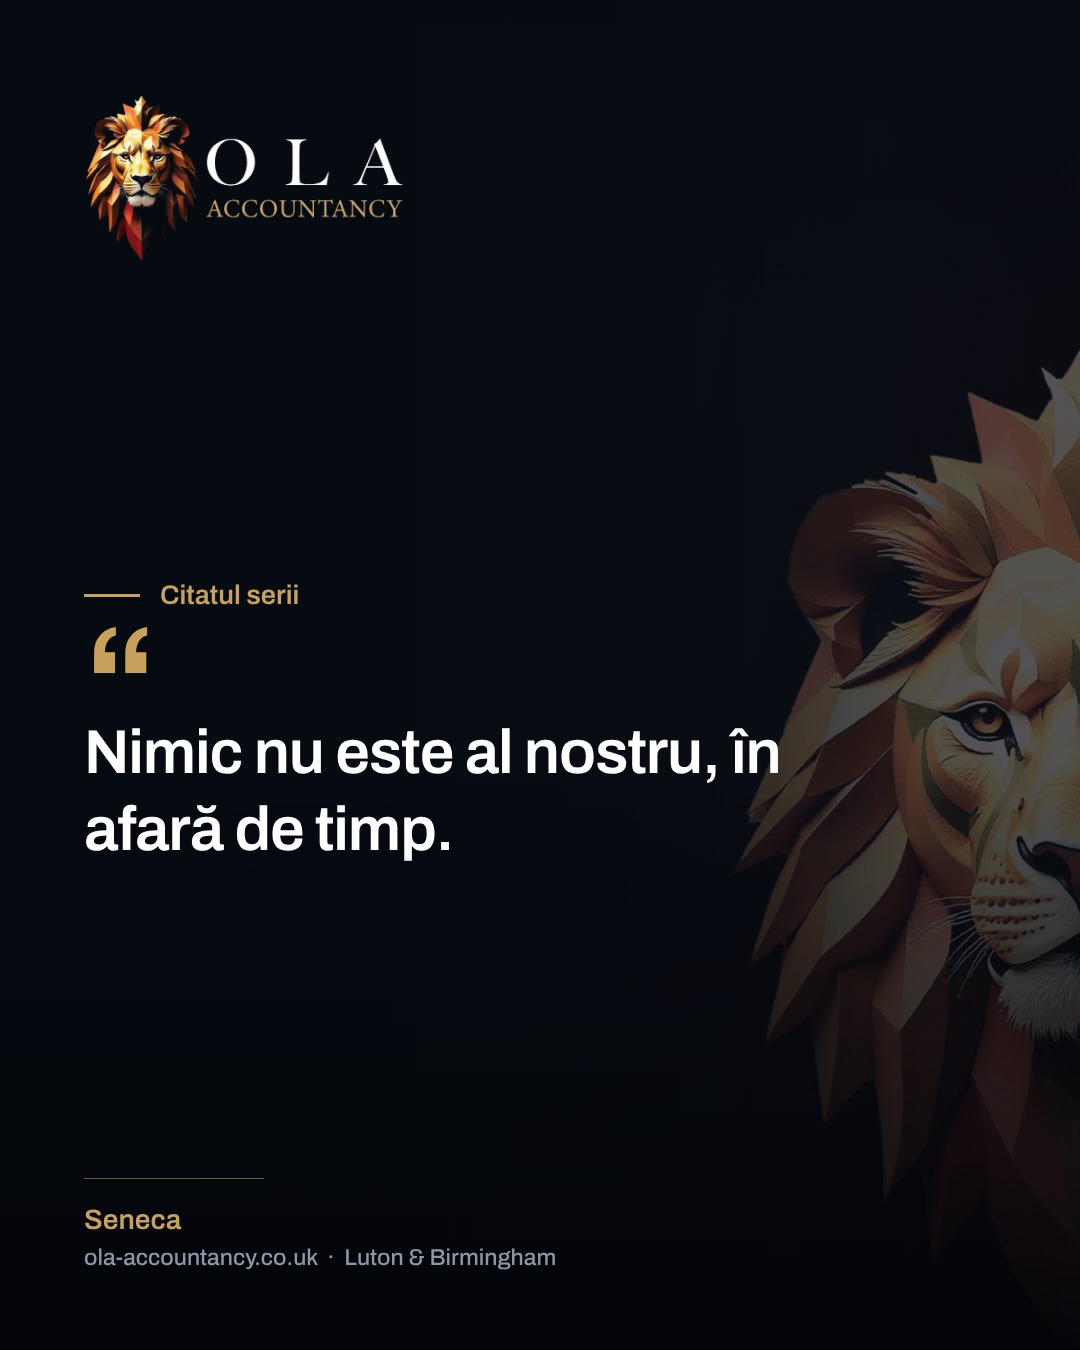 OLA
ACCOUNTANCY
Citatul serii
“
Nimic nu este al nostru, în
afară de timp.
Seneca
ola-accountancy.co.uk · Luton & Birmingham